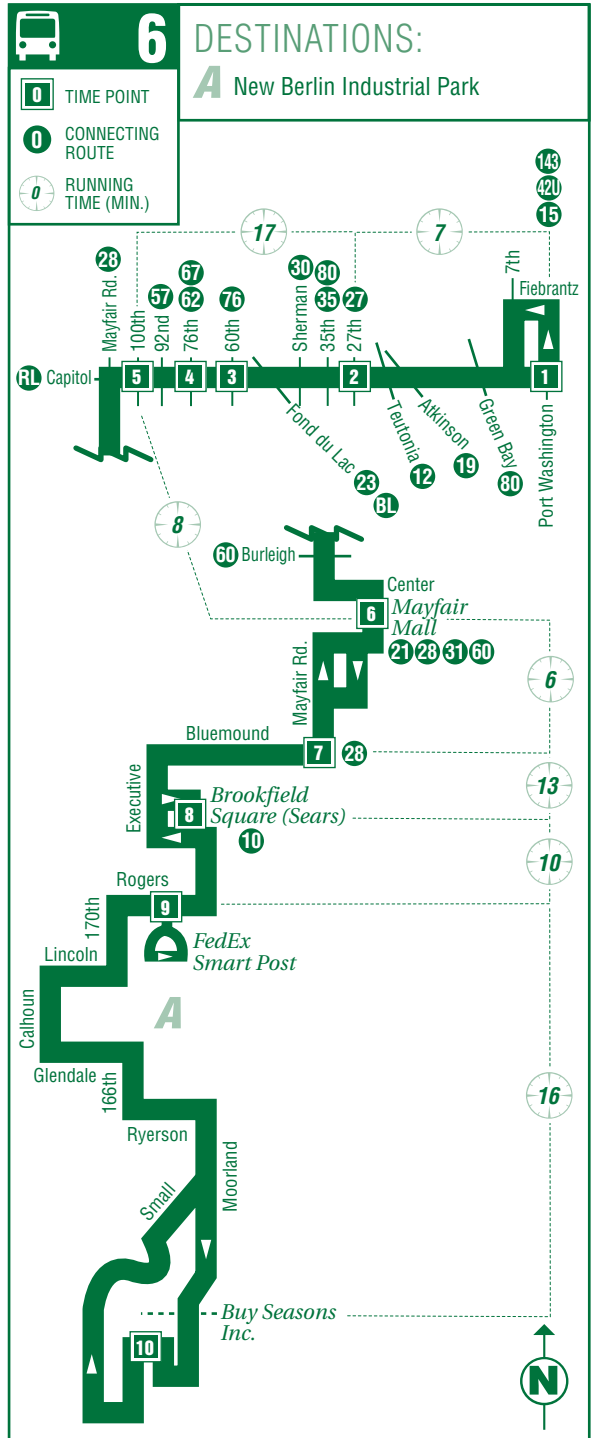 6
DESTINATIONS:
A New Berlin Industrial Park
0 TIME POINT
0 CONNECTING
ROUTE
0 RUNNING
TIME (MIN.)
143
42U
15
17
7
7th
Fiebrantz
28
Mayfair Rd.
100th
57
92nd
67
62
76th
76
60th
30
Sherman
80
35
35th
27
27th
RL Capitol
5
4
3
2
1
Fond du Lac
23
BL
Teutonia
12
Atkinson
19
Green Bay
80
Port Washington
8
60 Burleigh
Center
6
Mayfair
Mall
21 28 31 60
Mayfair Rd.
6
Bluemound
7
28
13
Executive
8
Brookfield
Square (Sears)
10
10
Rogers
9
170th
FedEx
Smart Post
Lincoln
A
Calhoun
Glendale
166th
16
Ryerson
Moorland
Small
Buy Seasons
Inc.
10
N